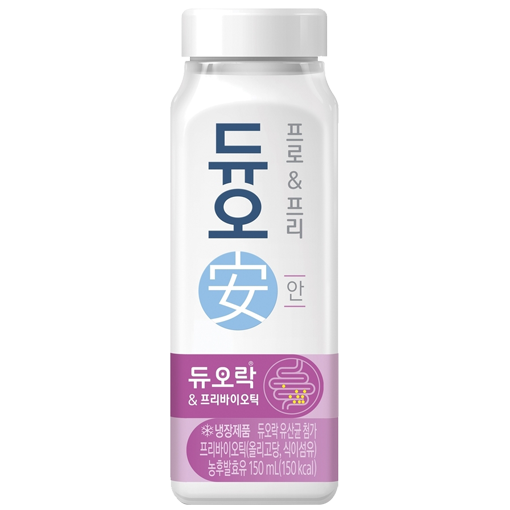 듀오
安
프로 & 프리
안
듀오락®
& 프리바이오틱
냉장제품 듀오락 유산균 첨가
프리바이오틱(올리고당, 식이섬유)
농후발효유 150 mL(150 kcal)